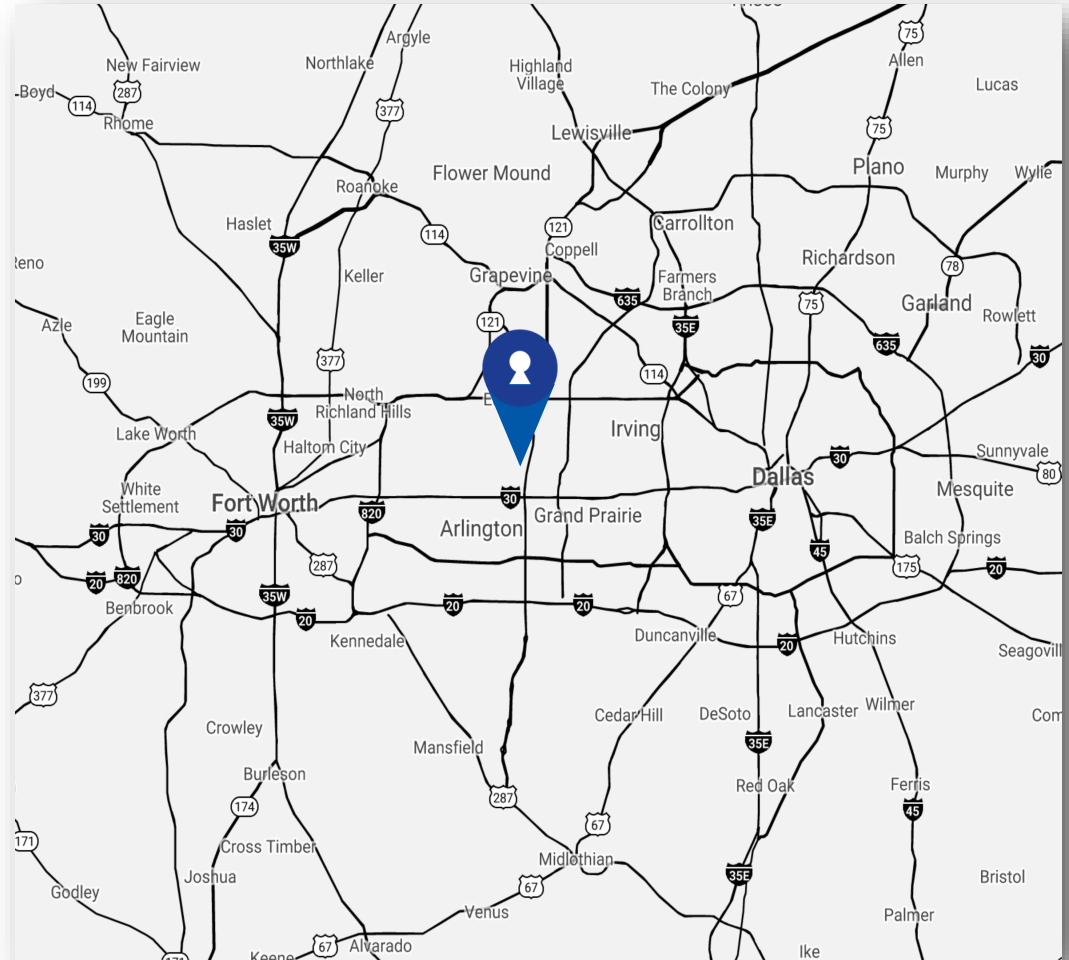 Argyle
75
New Fairview
Northlake
Highland
Village
Allen
Boyd
114
287
377
The Colony
Lucas
Rhome
Lewisville
75
Plano
Murphy
Wylie
Roanoke
Flower Mound
Haslet
35W
114
121
Carrollton
Coppell
Richardson
78
Keller
Grapevine
635
Farmers
Branch
75
Garland
Azle
Eagle
Mountain
121
35E
Rowlett
635
377
30
199
114
North
Richland Hills
35W
Lake Worth
Haltom City
Irving
30
Sunnyvale
80
White
Settlement
Fort Worth
Dallas
Mesquite
820
30
Arlington
Grand Prairie
35E
30
30
45
Balch Springs
287
175
20
20
820
Benbrook
35W
20
20
20
67
Kennedale
Duncanville
20
Hutchins
377
Crowley
Mansfield
Cedar Hill
DeSoto
Lancaster
Wilmer
35E
Burleson
287
Red Oak
Ferris
174
45
171
67
Cross Timber
Midlothian
Joshua
35E
Godley
67
Bristol
Venus
Palmer
67
Alvarado
Ike